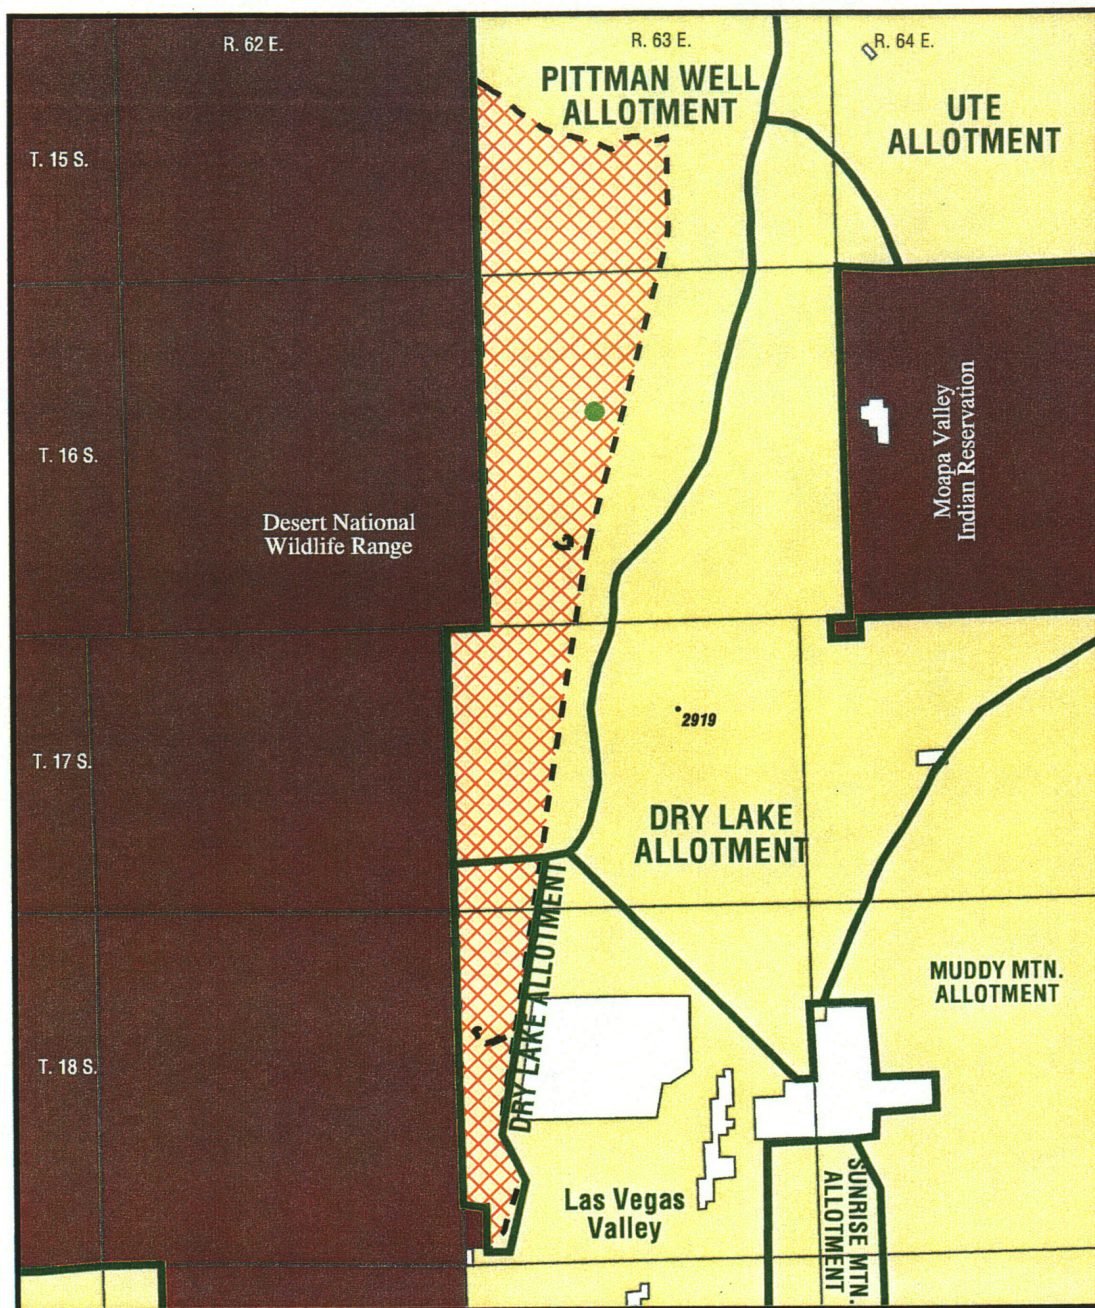 R. 62 E.
R. 63 E.
R. 64 E.
PITTMAN WELL
ALLOTMENT
UTE
ALLOTMENT
T. 15 S.
T. 16 S.
Desert National
Wildlife Range
Moapa Valley
Indian Reservation
2919
T. 17 S.
DRY LAKE
ALLOTMENT
DRY LAKE ALLOTMENT
MUDDY MTN.
ALLOTMENT
T. 18 S.
Las Vegas
Valley
SUNRISE MTN.
ALLOTMENT